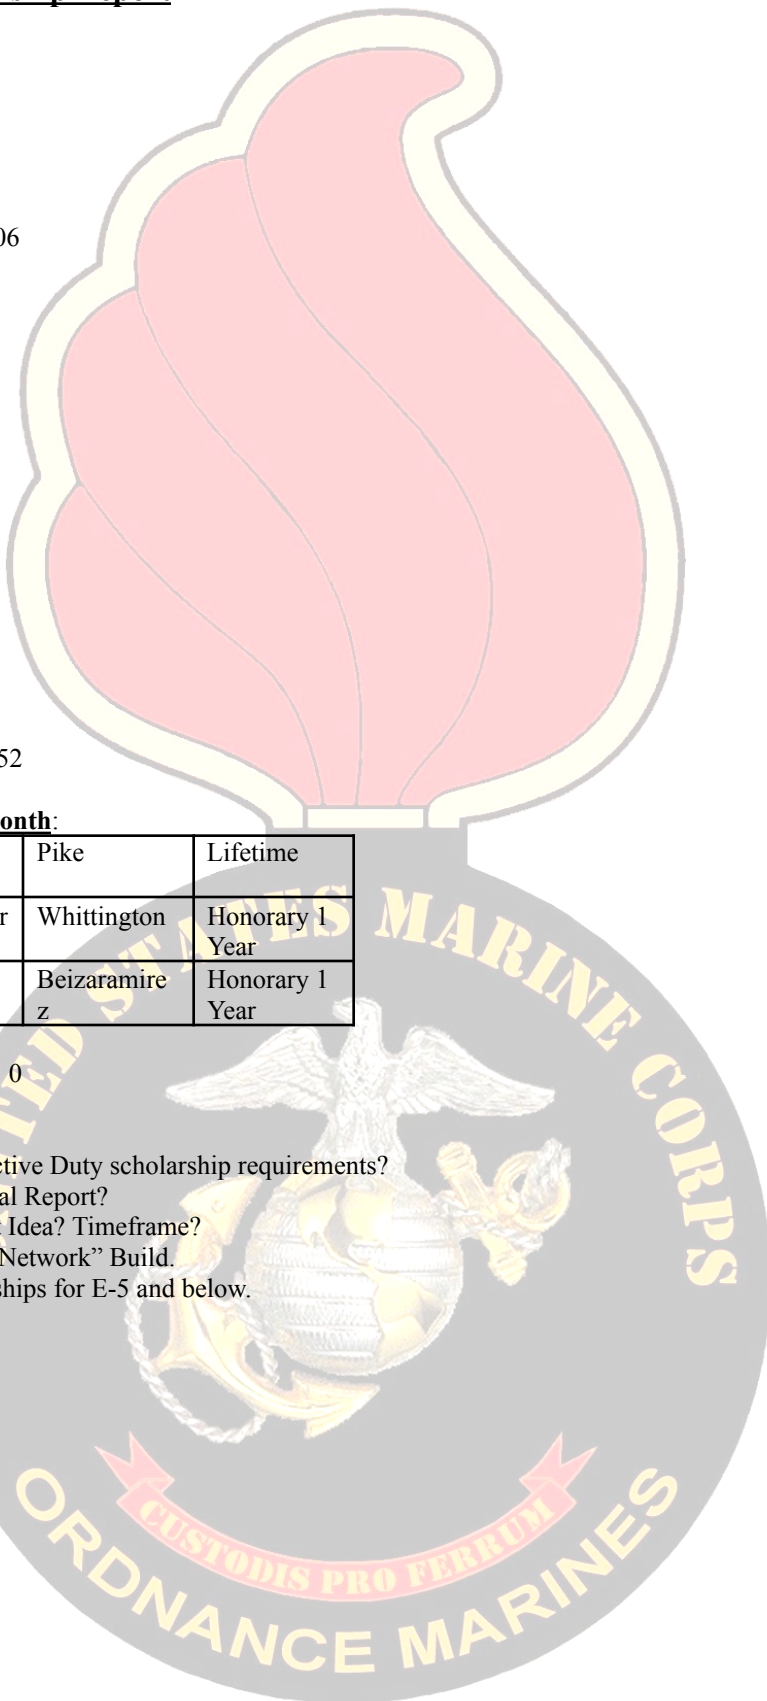 06
52
onth:
Pike Lifetime
r Whittington Honorary 1
Year
Beizaramire Honorary 1
z Year
0
ctive Duty scholarship requirements?
al Report?
t Idea? Timeframe?
Network” Build.
ships for E-5 and below.
STATES MARINE CORPS
CUSTODIS PRO FERRUM
ORDNANCE MARINES